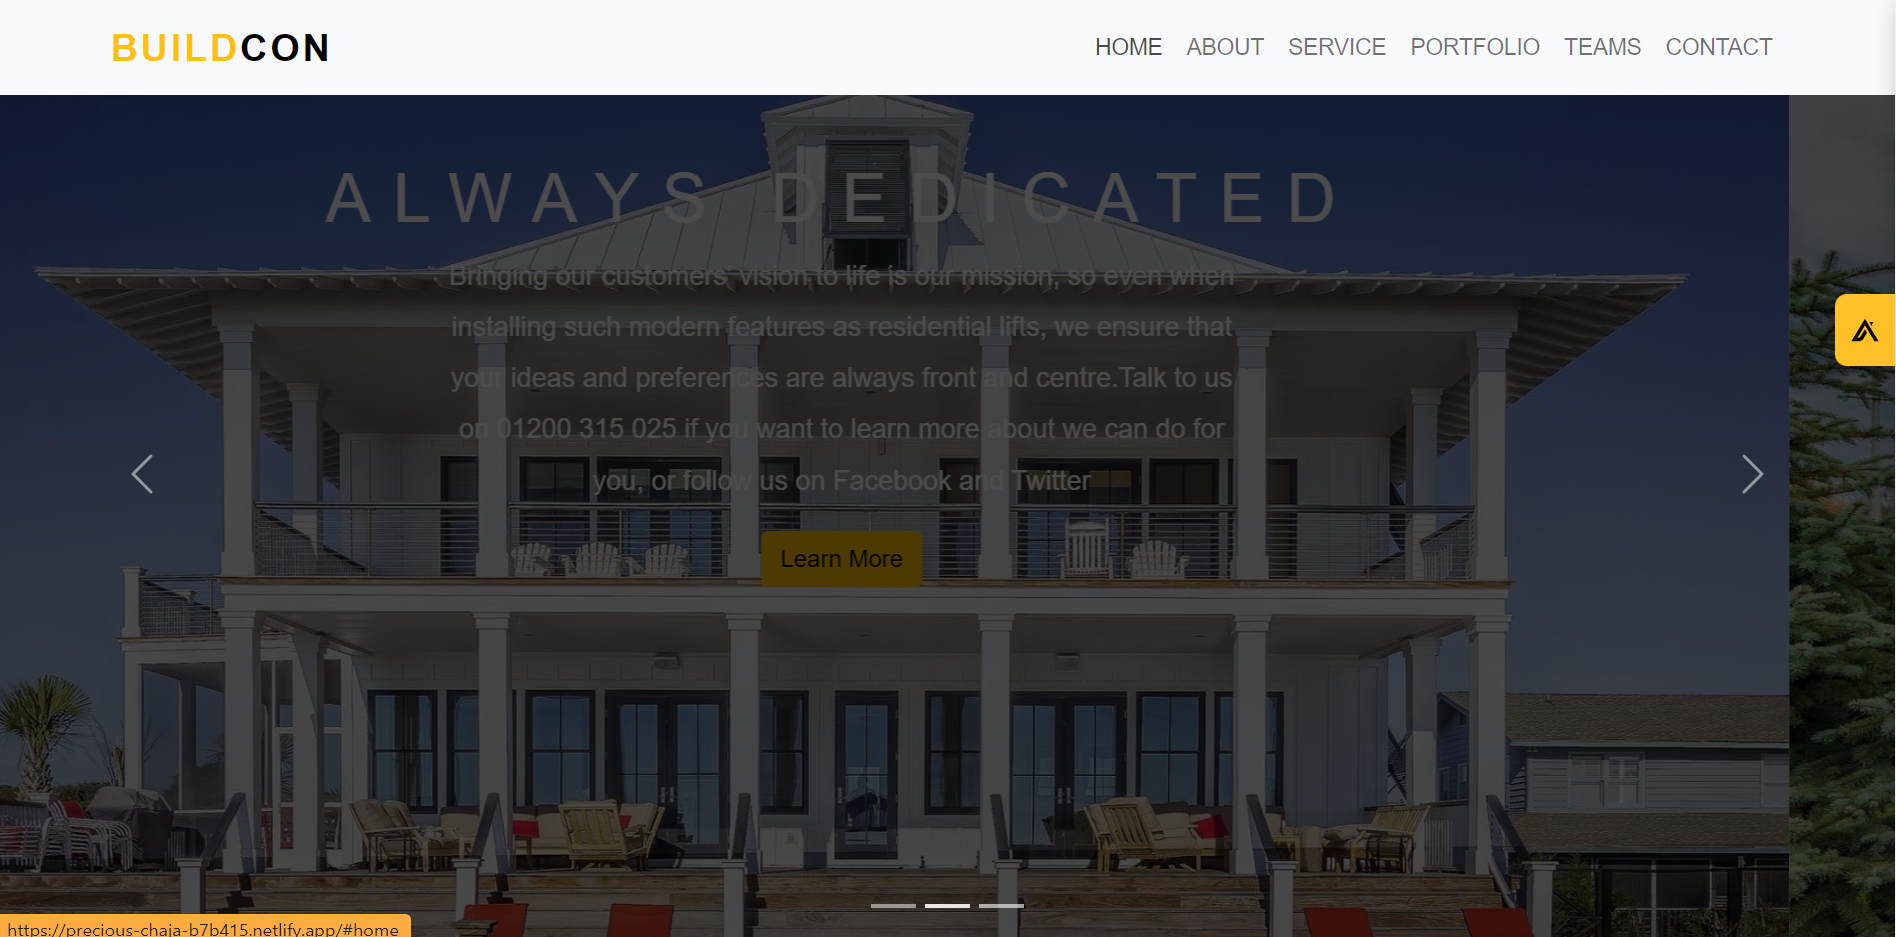 BUILDCON
HOME ABOUT SERVICE PORTFOLIO TEAMS CONTACT
ALWAYS DEDICATED
Bringing our customers' vision to life is our mission, so even when
installing such modern features as residential lifts, we ensure that
your ideas and preferences are always front and centre.Talk to us
on 01200 315 025 if you want to learn more about we can do for
you, or follow us on Facebook and Twitter
Learn More
https://precious-chaja-b7b415.netlify.app/#home